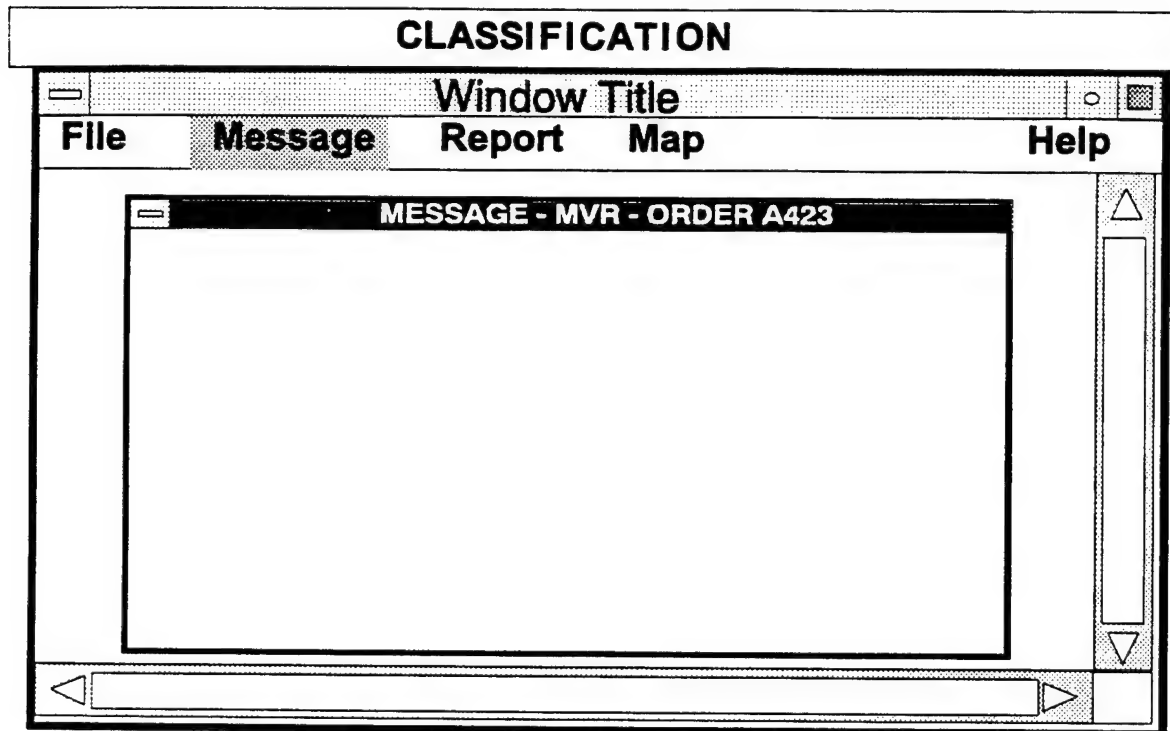 CLASSIFICATION
Window Title
File Message Report Map Help
MESSAGE - MVR - ORDER A423